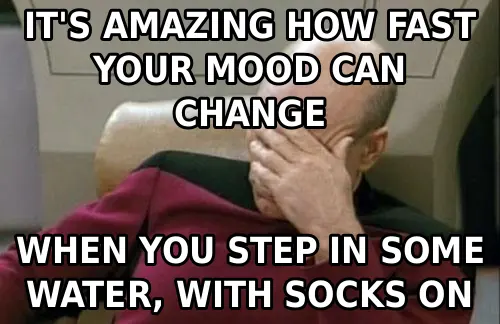 IT'S AMAZING HOW FAST
YOUR MOOD CAN
CHANGE
WHEN YOU STEP IN SOME
WATER, WITH SOCKS ON